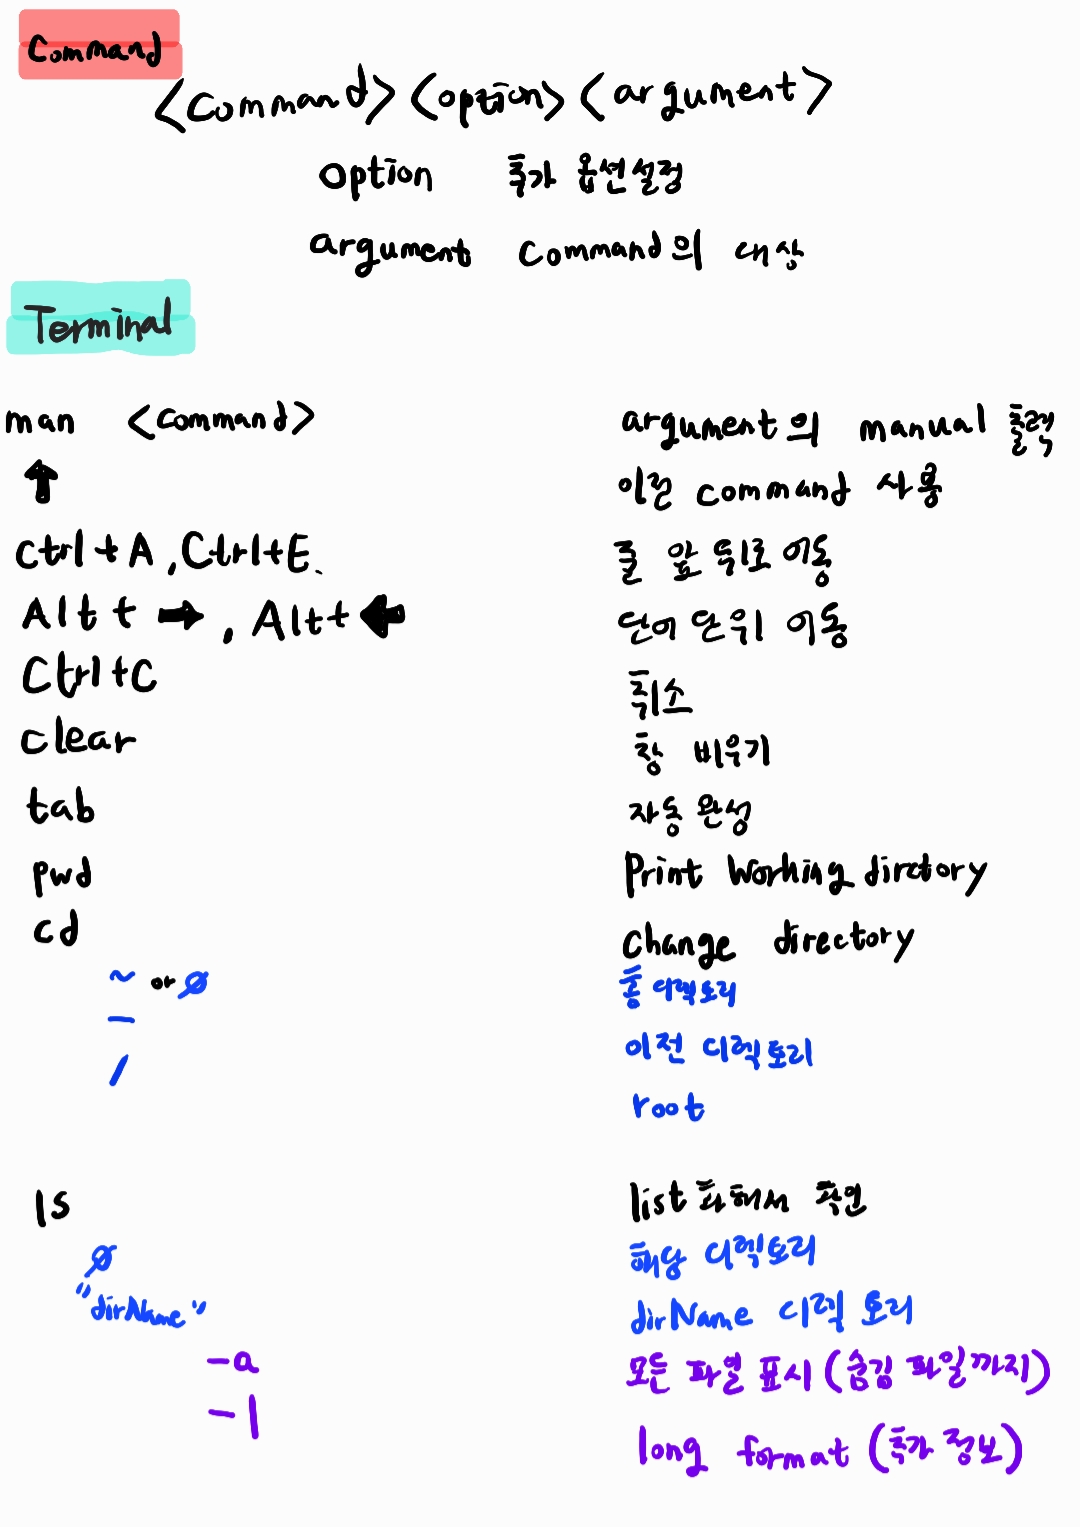 Command
<Command> <option> <argument>
option 추가 옵션설정
argument Command의 대상
Terminal
man <Command> argument의 manual 출력
↑ 이전 command 사용
Ctrl+A, Ctrl+E 줄 앞 뒤로 이동
Alt + →, Alt + ← 단어 단위 이동
Ctrl+C 취소
clear 창 비우기
tab 자동 완성
pwd Print Working dirctory
cd Change directory
~ or ∅ 홈 디렉토리
- 이전 디렉토리
/ root
ls list
∅ 해당 디렉토리
"dirName" dirName 디렉토리
-a 모든 파일 표시 (숨김 파일까지)
-l long format (추가 정보)